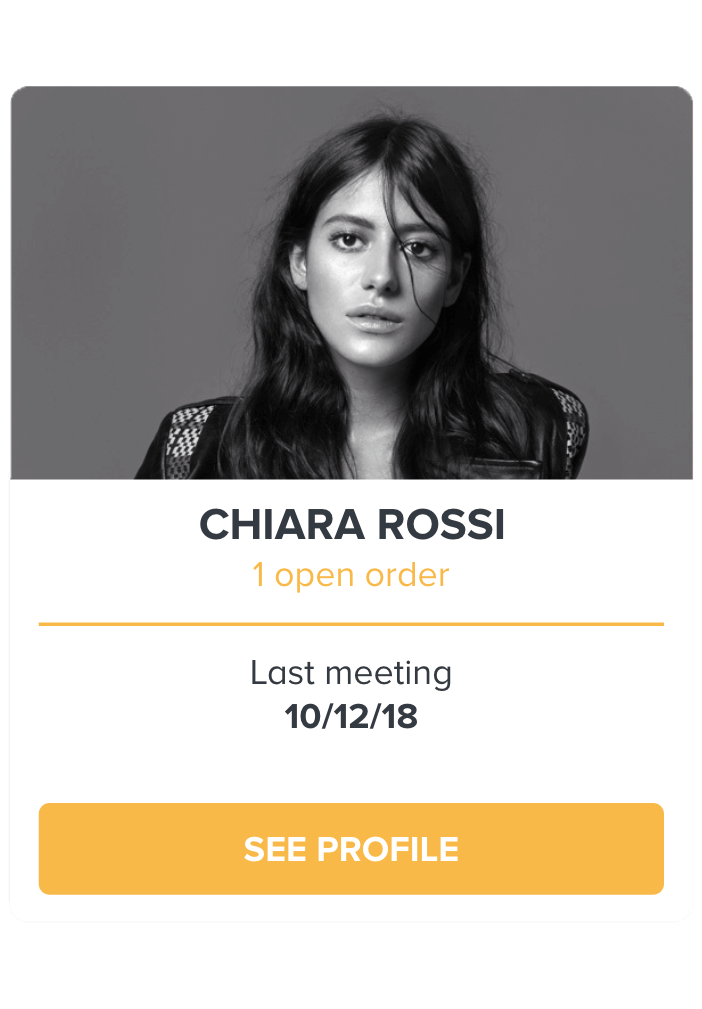 CHIARA ROSSI
1 open order
Last meeting
10/12/18
SEE PROFILE